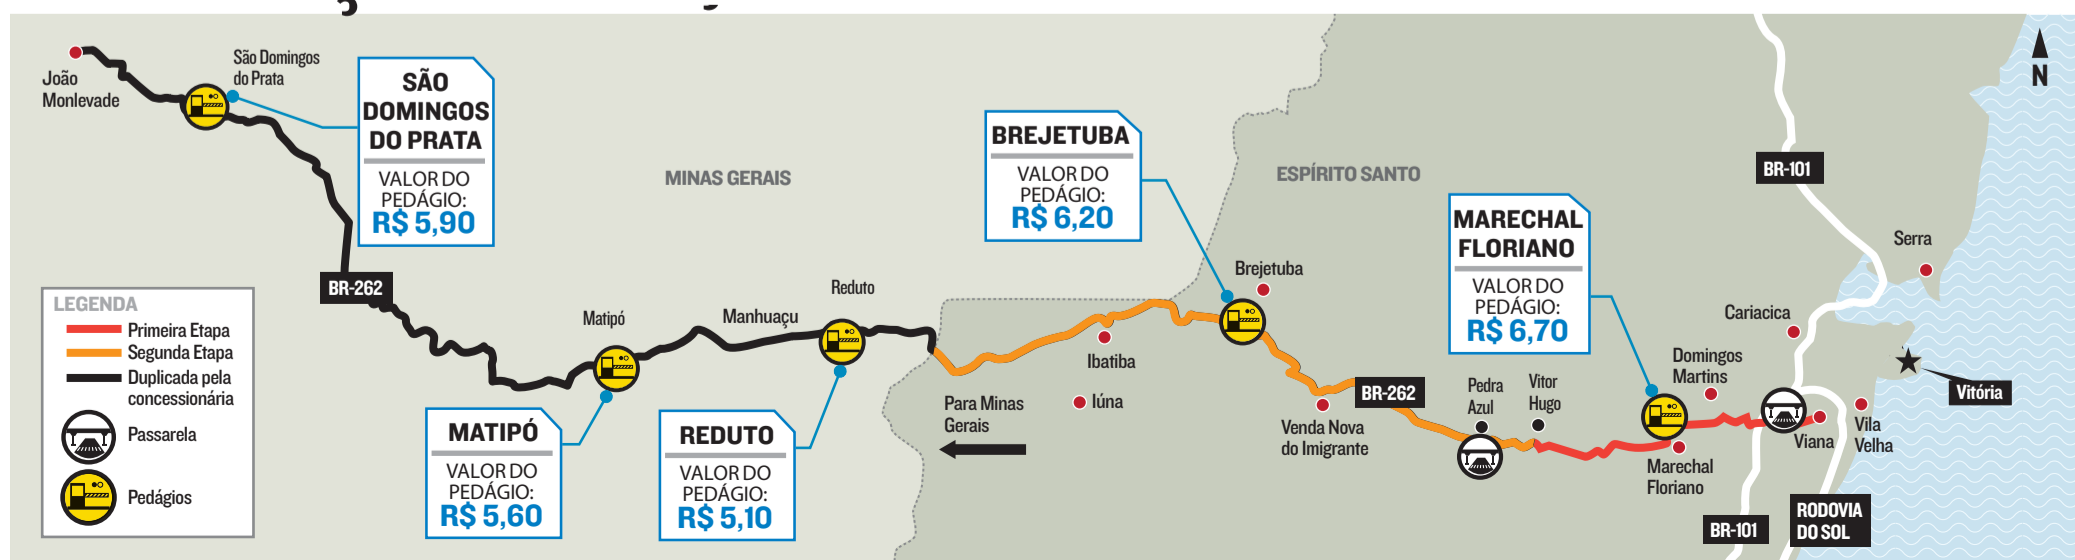 João
Monlevade
São Domingos
do Prata
SÃO
DOMINGOS
DO PRATA
VALOR DO
PEDÁGIO:
R$ 5,90
MINAS GERAIS
BREJETUBA
VALOR DO
PEDÁGIO:
R$ 6,20
ESPÍRITO SANTO
MARECHAL
FLORIANO
VALOR DO
PEDÁGIO:
R$ 6,70
BR-101
N
Serra
Cariacica
Vitória
BR-262
LEGENDA
Primeira Etapa
Segunda Etapa
Duplicada pela
concessionária
Passarela
Pedágios
Matipó
Manhuaçu
Reduto
MATIPÓ
VALOR DO
PEDÁGIO:
R$ 5,60
REDUTO
VALOR DO
PEDÁGIO:
R$ 5,10
Brejetuba
Ibatiba
Iúna
Para Minas
Gerais
Venda Nova
do Imigrante
BR-262
Pedra
Azul
Vitor
Hugo
Domingos
Martins
Marechal
Floriano
Viana
Vila
Velha
BR-101
RODOVIA
DO SOL